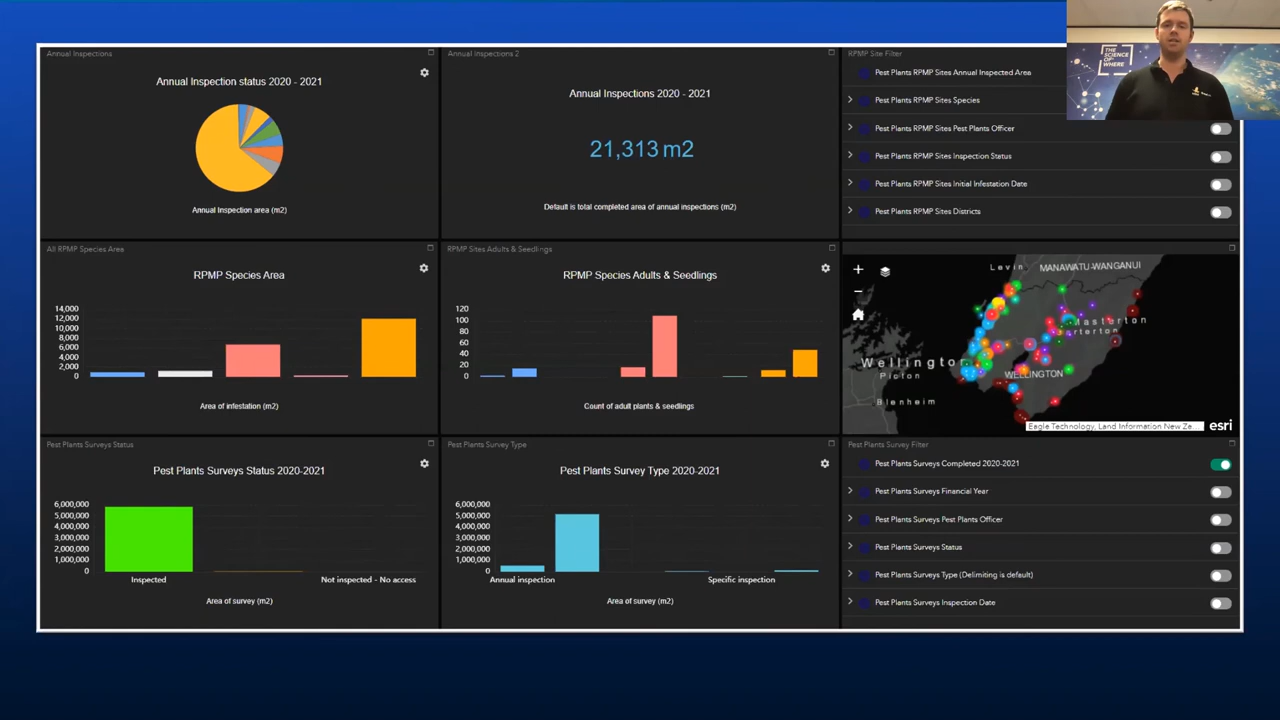 Annual Inspections
Annual Inspection status 2020 - 2021
Annual Inspection area (m2)
Annual Inspections 2
Annual Inspections 2020 - 2021
21,313 m2
Default is total completed area of annual inspections (m2)
RPMP Site Filter
Pest Plants RPMP Sites Annual Inspected Area
Pest Plants RPMP Sites Species
Pest Plants RPMP Sites Pest Plants Officer
Pest Plants RPMP Sites Inspection Status
Pest Plants RPMP Sites Initial Infestation Date
Pest Plants RPMP Sites Districts
THE
SCIENCE
OF
WHERE
All RPMP Species Area
RPMP Species Area
14,000
12,000
10,000
8,000
6,000
4,000
2,000
0
Area of infestation (m2)
RPMP Sites Adults & Seedlings
RPMP Species Adults & Seedlings
120
100
80
60
40
20
0
Count of adult plants & seedlings
Levin
MANAWATU-WANGANUI
Masterton
Wellington
Picton
WELLINGTON
Blenheim
Eagle Technology, Land Information New Ze...
esri
Pest Plants Surveys Status
Pest Plants Surveys Status 2020-2021
6,000,000
5,000,000
4,000,000
3,000,000
2,000,000
1,000,000
0
Inspected
Not inspected - No access
Area of survey (m2)
Pest Plants Survey Type
Pest Plants Survey Type 2020-2021
6,000,000
5,000,000
4,000,000
3,000,000
2,000,000
1,000,000
0
Annual inspection
Specific inspection
Area of survey (m2)
Pest Plants Survey Filter
Pest Plants Surveys Completed 2020-2021
Pest Plants Surveys Financial Year
Pest Plants Surveys Pest Plants Officer
Pest Plants Surveys Status
Pest Plants Surveys Type (Delimiting is default)
Pest Plants Surveys Inspection Date